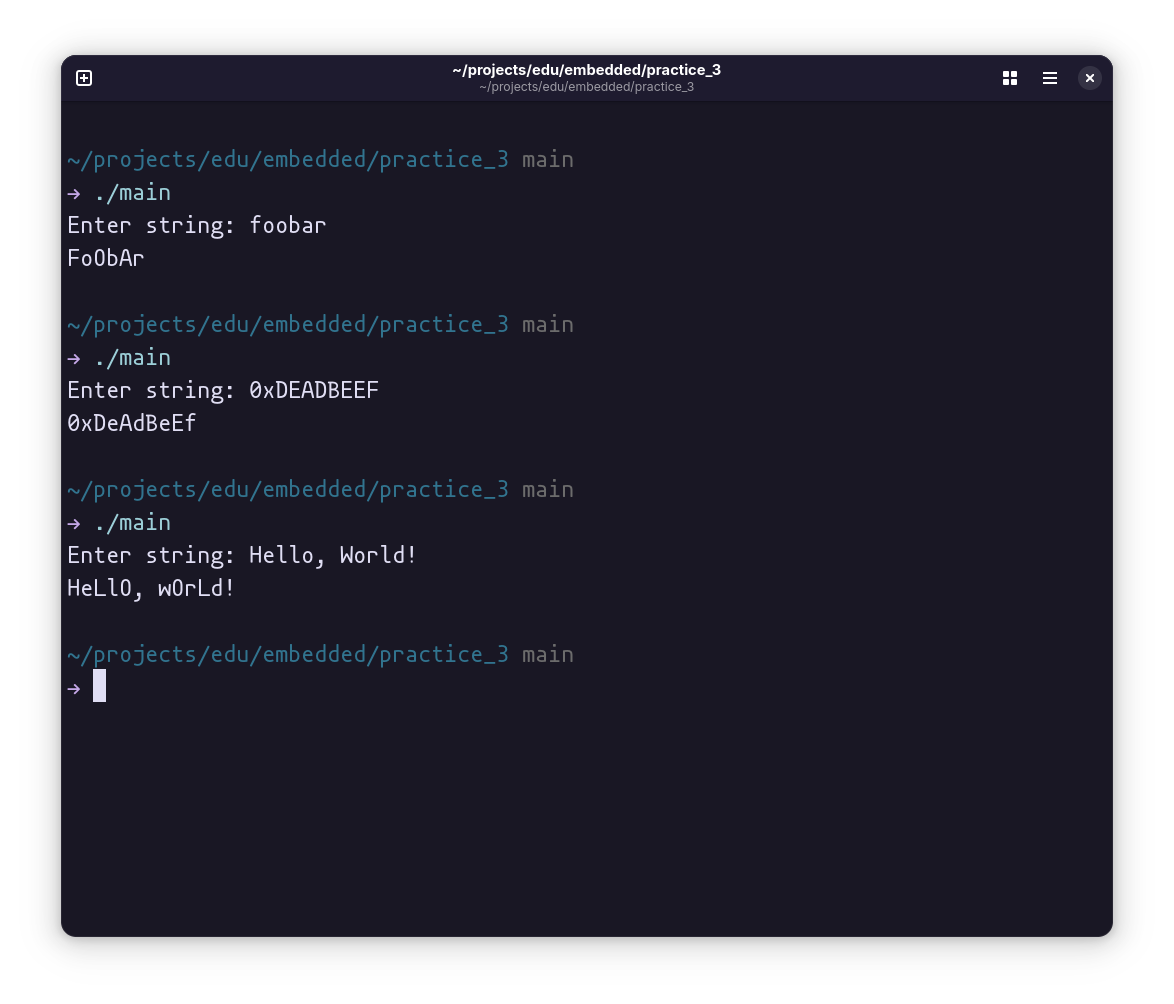 ~/projects/edu/embedded/practice_3
~/projects/edu/embedded/practice_3
~/projects/edu/embedded/practice_3 main
→ ./main
Enter string: foobar
FoObAr
~/projects/edu/embedded/practice_3 main
→ ./main
Enter string: 0xDEADBEEF
0xDeAdBeEf
~/projects/edu/embedded/practice_3 main
→ ./main
Enter string: Hello, World!
HeLlO, wOrLd!
~/projects/edu/embedded/practice_3 main
→